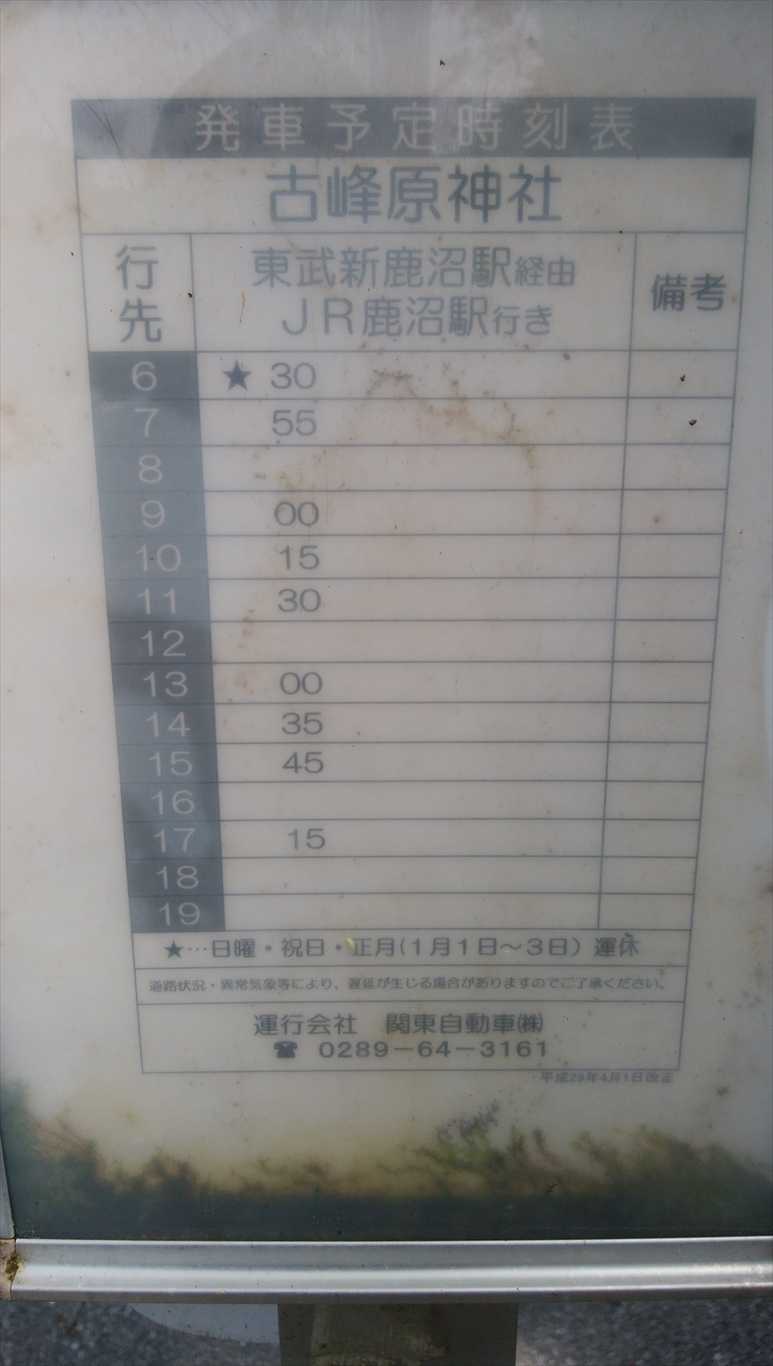 発車予定時刻表
古峰原神社
行先 東武新鹿沼駅経由 JR鹿沼駅行き 備考
6 ★ 30
7 55
8
9 00
10 15
11 30
12
13 00
14 35
15 45
16
17 15
18
19
★…日曜・祝日・正月(1月1日~3日)運休
道路状況・異常気象等により、遅延が生じる場合がありますのでご了承ください。
運行会社 関東自動車㈱
☎ 0289-64-3161
平成29年4月1日改正